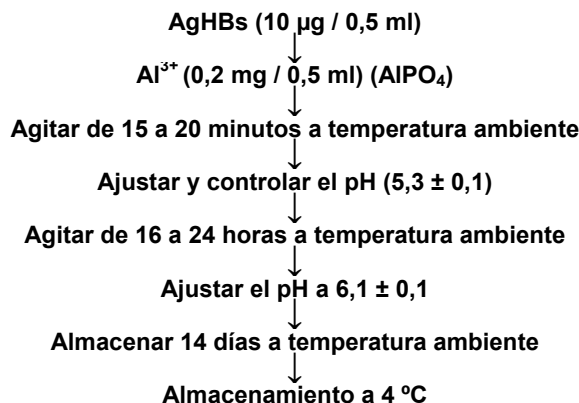 AgHBs (10 µg / 0,5 ml)
Al³⁺ (0,2 mg / 0,5 ml) (AlPO₄)
Agitar de 15 a 20 minutos a temperatura ambiente
Ajustar y controlar el pH (5,3 ± 0,1)
Agitar de 16 a 24 horas a temperatura ambiente
Ajustar el pH a 6,1 ± 0,1
Almacenar 14 días a temperatura ambiente
Almacenamiento a 4 ºC